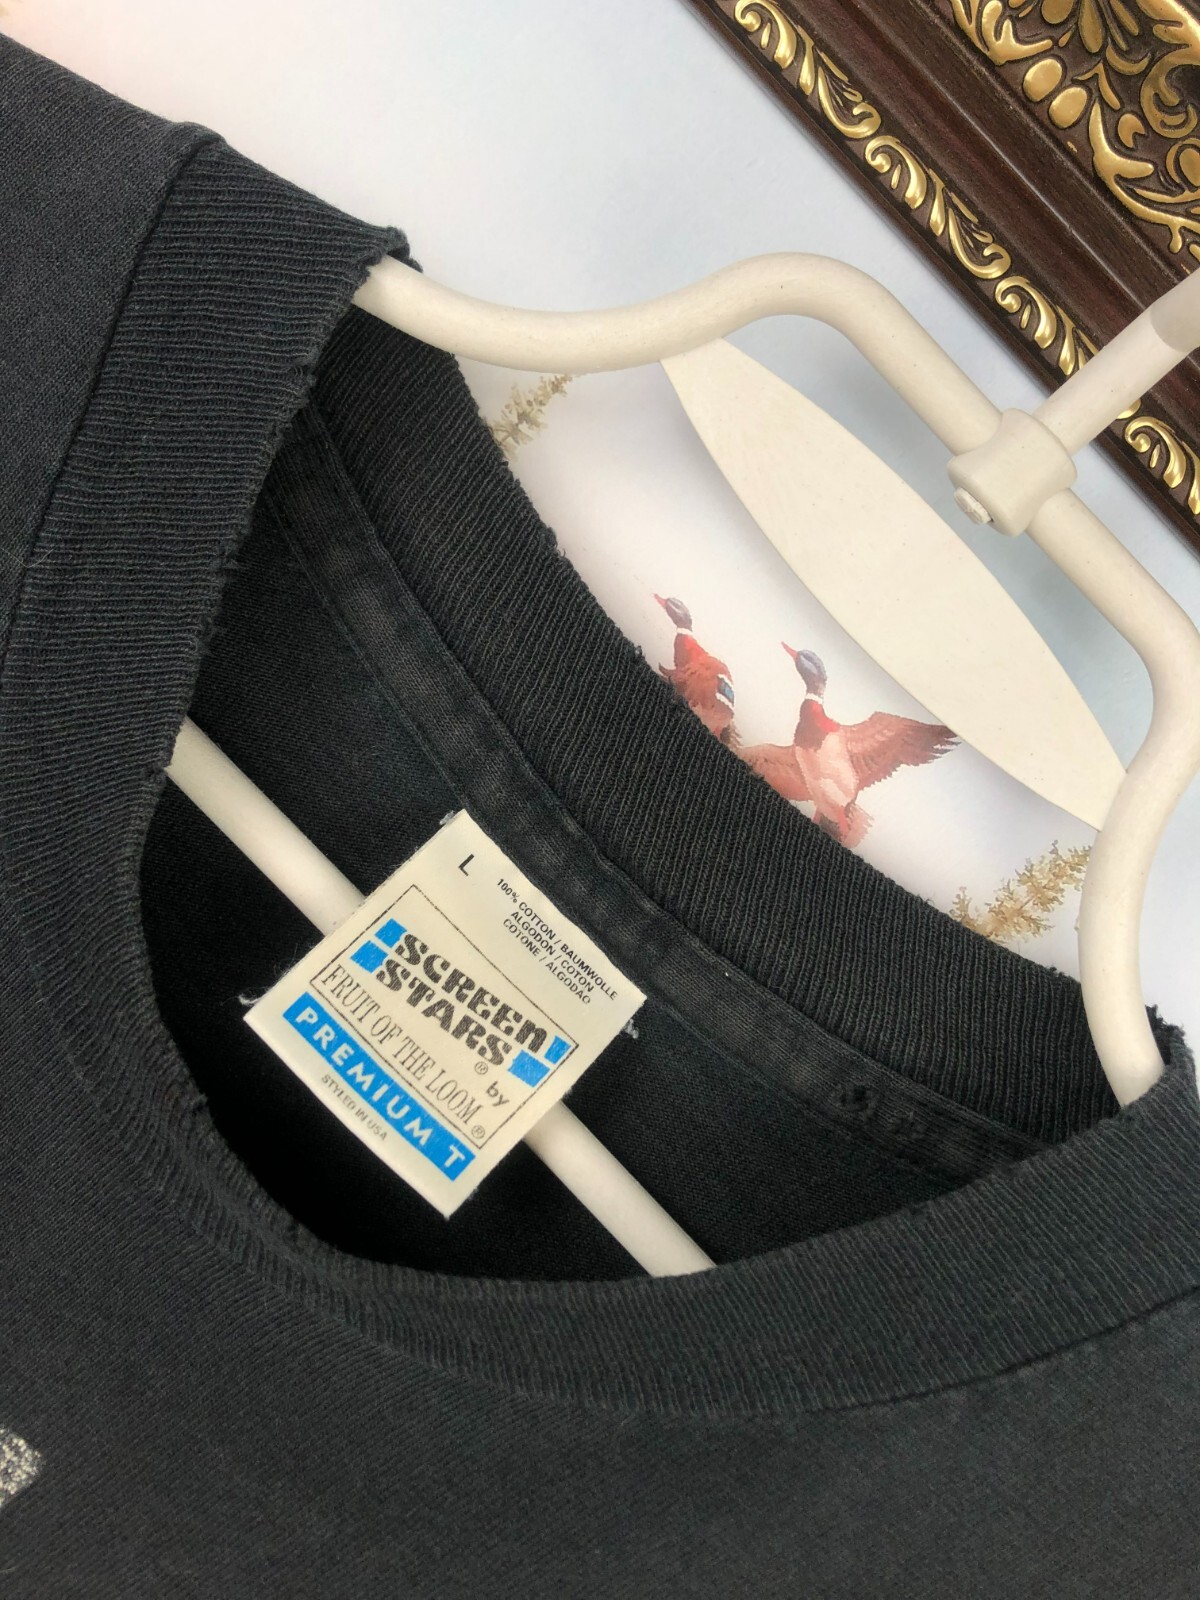 L
100% COTTON / BAUMWOLLE
ALGODON / COTON
COTONE / ALGODAO
SCREEN
STARS® by
FRUIT OF THE LOOM®
PREMIUM T
STYLED IN USA